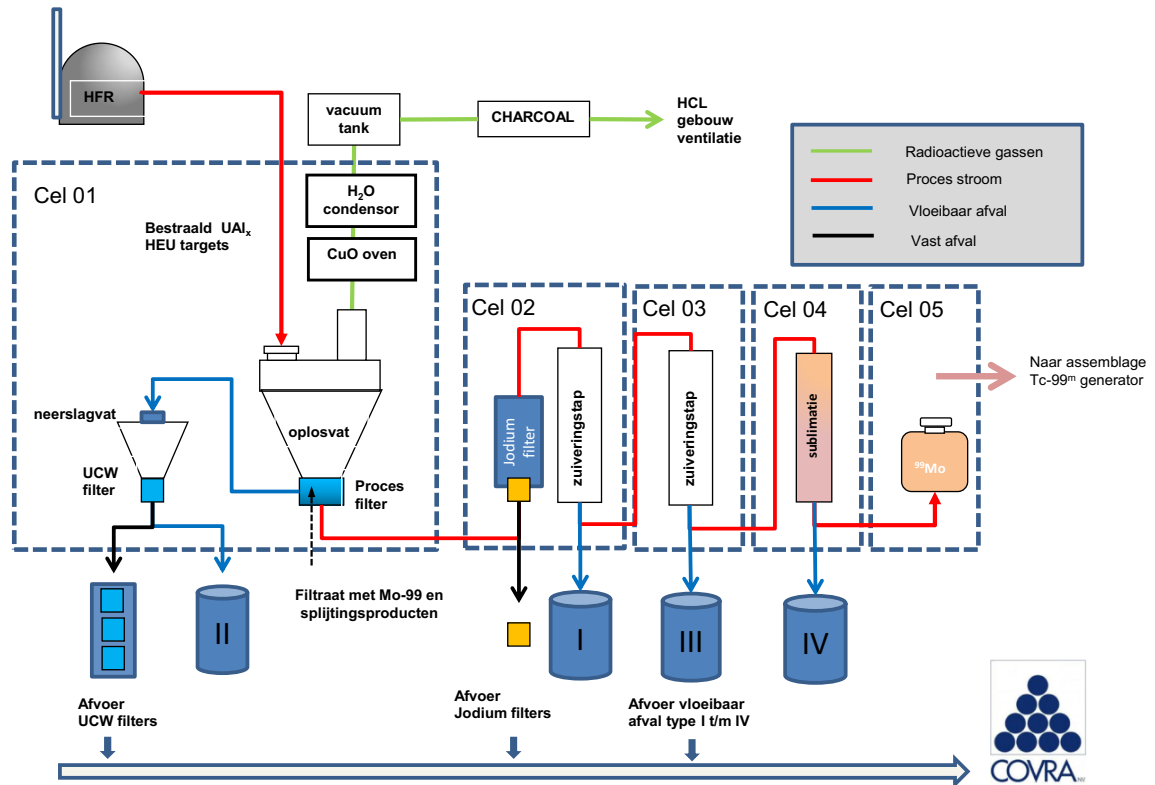 HFR
vacuum
tank
CHARCOAL
HCL
gebouw
ventilatie
Radioactieve gassen
Proces stroom
Vloeibaar afval
Vast afval
Cel 01
H₂O
condensor
CuO oven
Bestraald UAlₓ
HEU targets
Cel 02
Cel 03
Cel 04
Cel 05
Naar assemblage
Tc-99ᵐ generator
neerslagvat
oplosvat
Jodium
filter
zuiveringstap
zuiveringstap
sublimatie
⁹⁹Mo
UCW
filter
Proces
filter
Filtraat met Mo-99 en
splijtingsproducten
II
I
III
IV
Afvoer
UCW filters
Afvoer
Jodium filters
Afvoer vloeibaar
afval type I t/m IV
COVRA NV